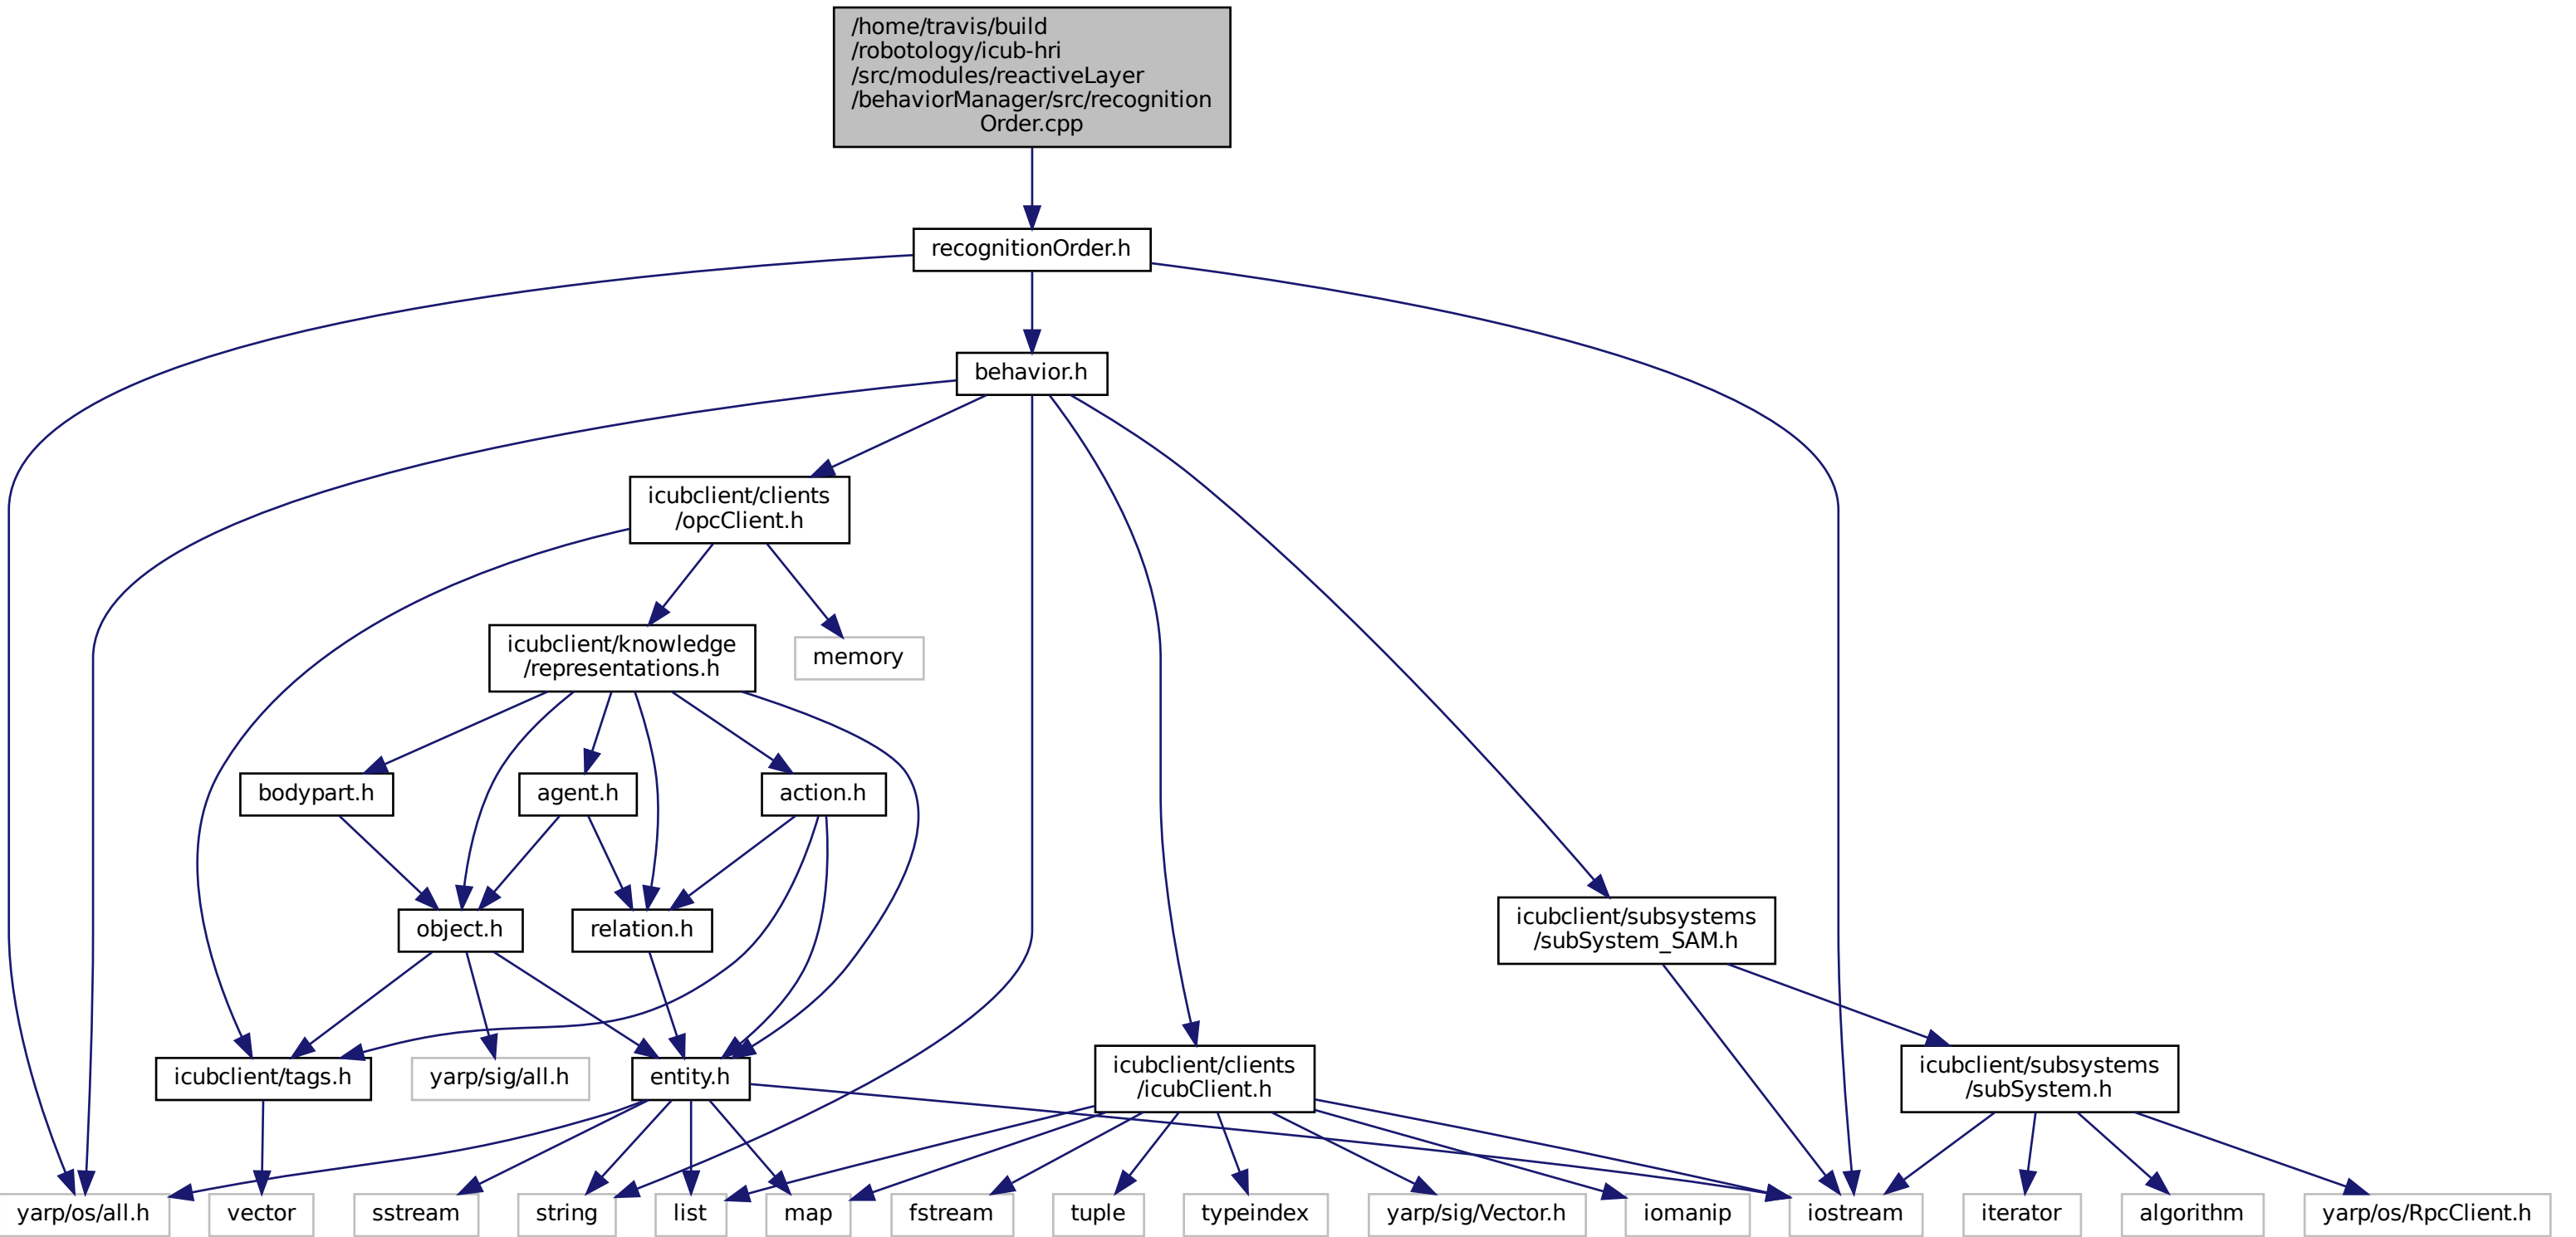 /home/travis/build
/robotology/icub-hri
/src/modules/reactiveLayer
/behaviorManager/src/recognition
Order.cpp
recognitionOrder.h
behavior.h
icubclient/clients
/opcClient.h
icubclient/knowledge
/representations.h
memory
bodypart.h
agent.h
action.h
object.h
relation.h
icubclient/subsystems
/subSystem_SAM.h
icubclient/tags.h
yarp/sig/all.h
entity.h
icubclient/clients
/icubClient.h
icubclient/subsystems
/subSystem.h
yarp/os/all.h
vector
sstream
string
list
map
fstream
tuple
typeindex
yarp/sig/Vector.h
iomanip
iostream
iterator
algorithm
yarp/os/RpcClient.h